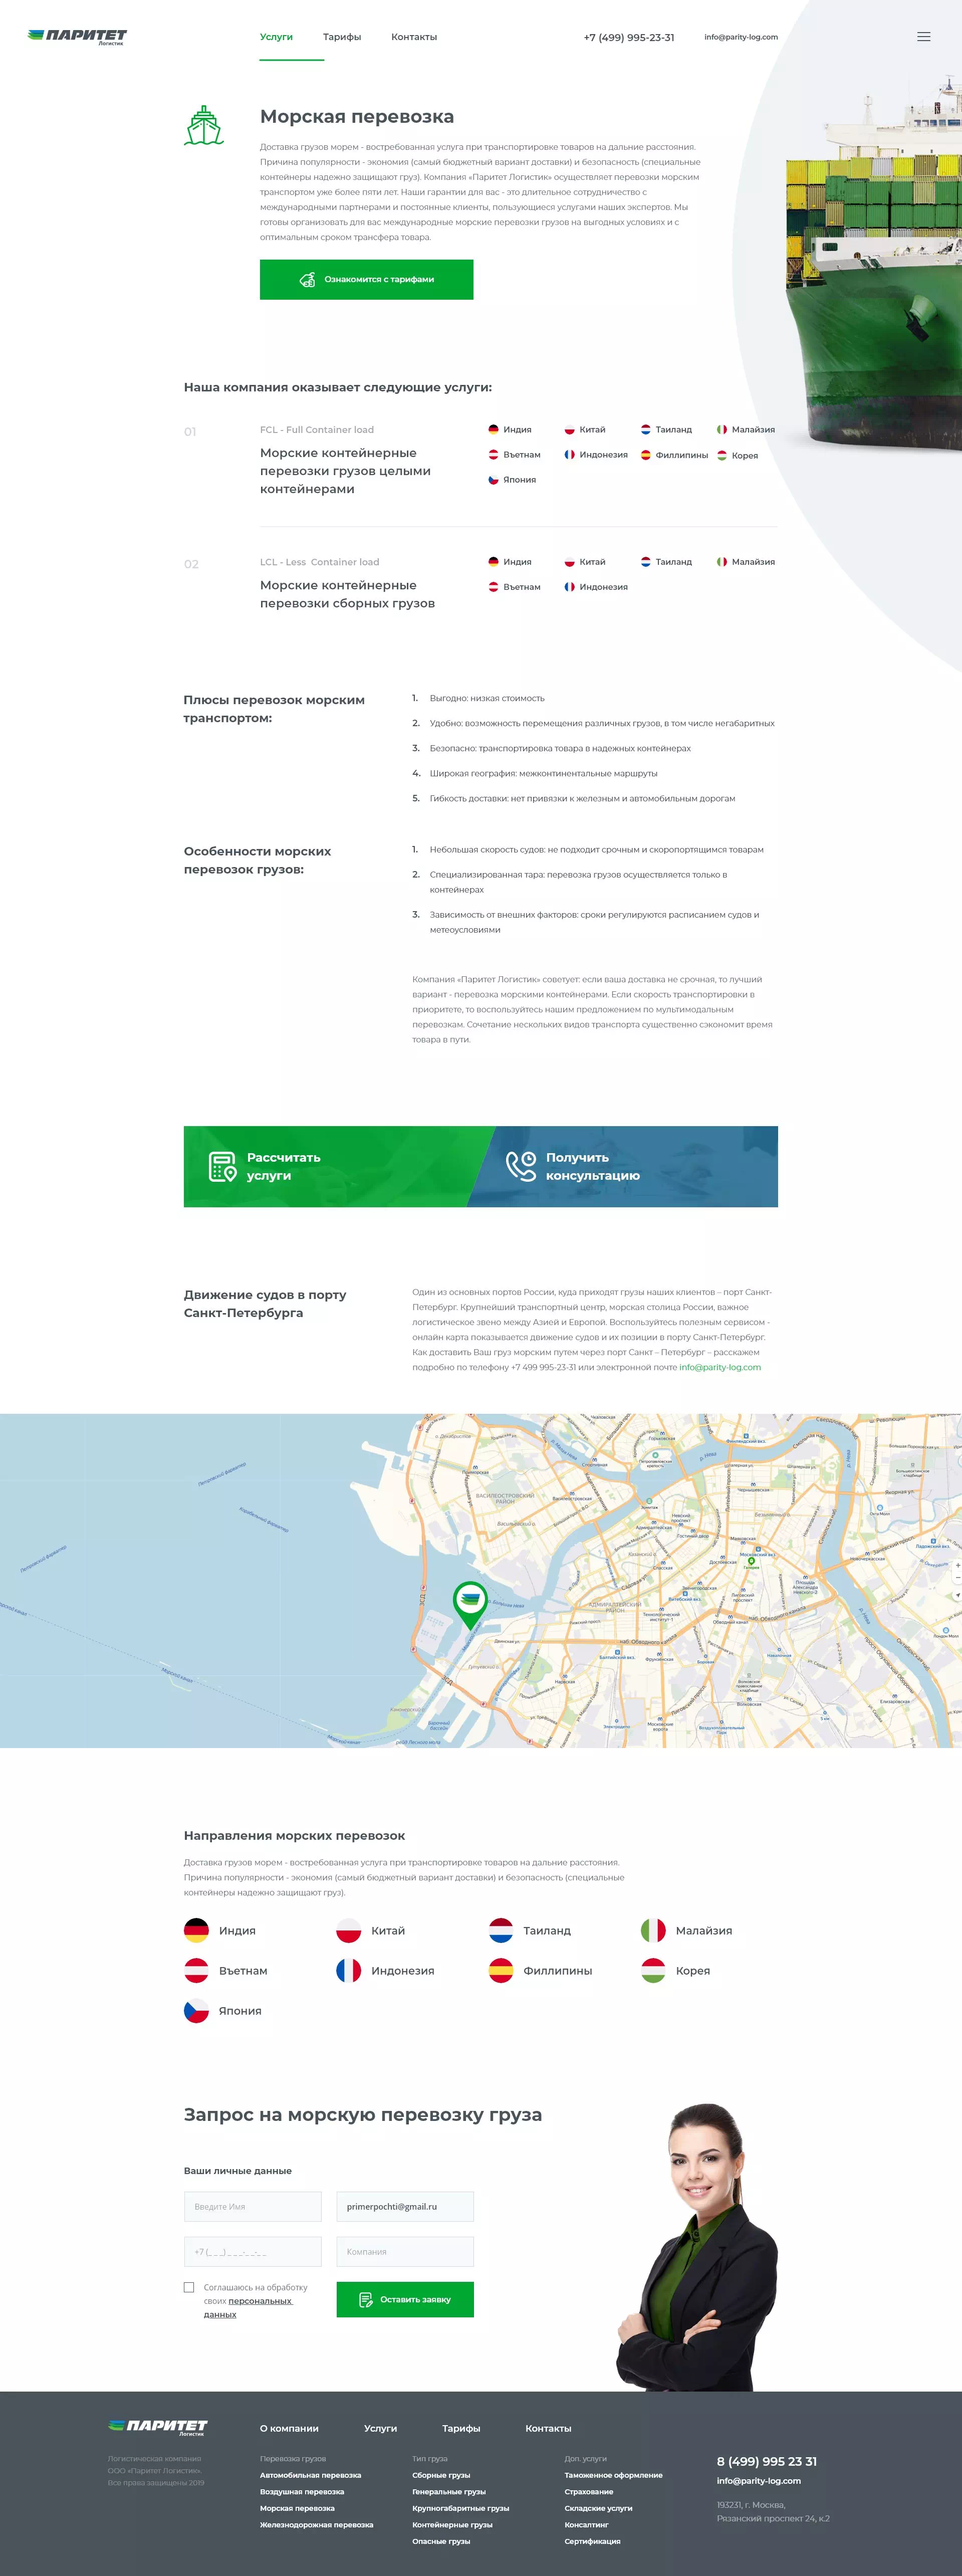 ПАРИТЕТ
Логистик
Услуги
Тарифы
Контакты
+7 (499) 995-23-31
info@parity-log.com
Морская перевозка
Доставка грузов морем - востребованная услуга при транспортировке товаров на дальние расстояния.
Причина популярности - экономия (самый бюджетный вариант доставки) и безопасность (специальные
контейнеры надежно защищают груз). Компания «Паритет Логистик» осуществляет перевозки морским
транспортом уже более пяти лет. Наши гарантии для вас - это длительное сотрудничество с
международными партнерами и постоянные клиенты, пользующиеся услугами наших экспертов. Мы
готовы организовать для вас международные морские перевозки грузов на выгодных условиях и с
оптимальным сроком трансфера товара.
Ознакомится с тарифами
Наша компания оказывает следующие услуги:
01
FCL - Full Container load
Морские контейнерные
перевозки грузов целыми
контейнерами
Индия
Китай
Таиланд
Малайзия
Вьетнам
Индонезия
Филлипины
Корея
Япония
02
LCL - Less Container load
Морские контейнерные
перевозки сборных грузов
Индия
Китай
Таиланд
Малайзия
Вьетнам
Индонезия
Плюсы перевозок морским
транспортом:
1. Выгодно: низкая стоимость
2. Удобно: возможность перемещения различных грузов, в том числе негабаритных
3. Безопасно: транспортировка товара в надежных контейнерах
4. Широкая география: межконтинентальные маршруты
5. Гибкость доставки: нет привязки к железным и автомобильным дорогам
Особенности морских
перевозок грузов:
1. Небольшая скорость судов: не подходит срочным и скоропортящимся товарам
2. Специализированная тара: перевозка грузов осуществляется только в
контейнерах
3. Зависимость от внешних факторов: сроки регулируются расписанием судов и
метеоусловиями
Компания «Паритет Логистик» советует: если ваша доставка не срочная, то лучший
вариант - перевозка морскими контейнерами. Если скорость транспортировки в
приоритете, то воспользуйтесь нашим предложением по мультимодальным
перевозкам. Сочетание нескольких видов транспорта существенно сэкономит время
товара в пути.
Рассчитать
услуги
Получить
консультацию
Движение судов в порту
Санкт-Петербурга
Один из основных портов России, куда приходят грузы наших клиентов – порт Санкт-
Петербург. Крупнейший транспортный центр, морская столица России, важное
логистическое звено между Азией и Европой. Воспользуйтесь полезным сервисом -
онлайн карта показывается движение судов и их позиции в порту Санкт-Петербург.
Как доставить Ваш груз морским путем через порт Санкт – Петербург – расскажем
подробно по телефону +7 499 995-23-31 или электронной почте info@parity-log.com
ВАСИЛЕОСТРОВСКИЙ
РАЙОН
АДМИРАЛТЕЙСКИЙ
РАЙОН
Направления морских перевозок
Доставка грузов морем - востребованная услуга при транспортировке товаров на дальние расстояния.
Причина популярности - экономия (самый бюджетный вариант доставки) и безопасность (специальные
контейнеры надежно защищают груз).
Индия
Китай
Таиланд
Малайзия
Вьетнам
Индонезия
Филлипины
Корея
Япония
Запрос на морскую перевозку груза
Ваши личные данные
Введите Имя
primerpochti@gmail.ru
+7 (_ _ _) _ _ _-_ _-_ _
Компания
Соглашаюсь на обработку
своих персональных
данных
Оставить заявку
ПАРИТЕТ
Логистик
Логистическая компания
ООО «Паритет Логистик».
Все права защищены 2019
О компании
Услуги
Тарифы
Контакты
Перевозка грузов
Автомобильная перевозка
Воздушная перевозка
Морская перевозка
Железнодорожная перевозка
Тип груза
Сборные грузы
Генеральные грузы
Крупногабаритные грузы
Контейнерные грузы
Опасные грузы
Доп. услуги
Таможенное оформление
Страхование
Складские услуги
Консалтинг
Сертификация
8 (499) 995 23 31
info@parity-log.com
193231, г. Москва,
Рязанский проспект 24, к.2